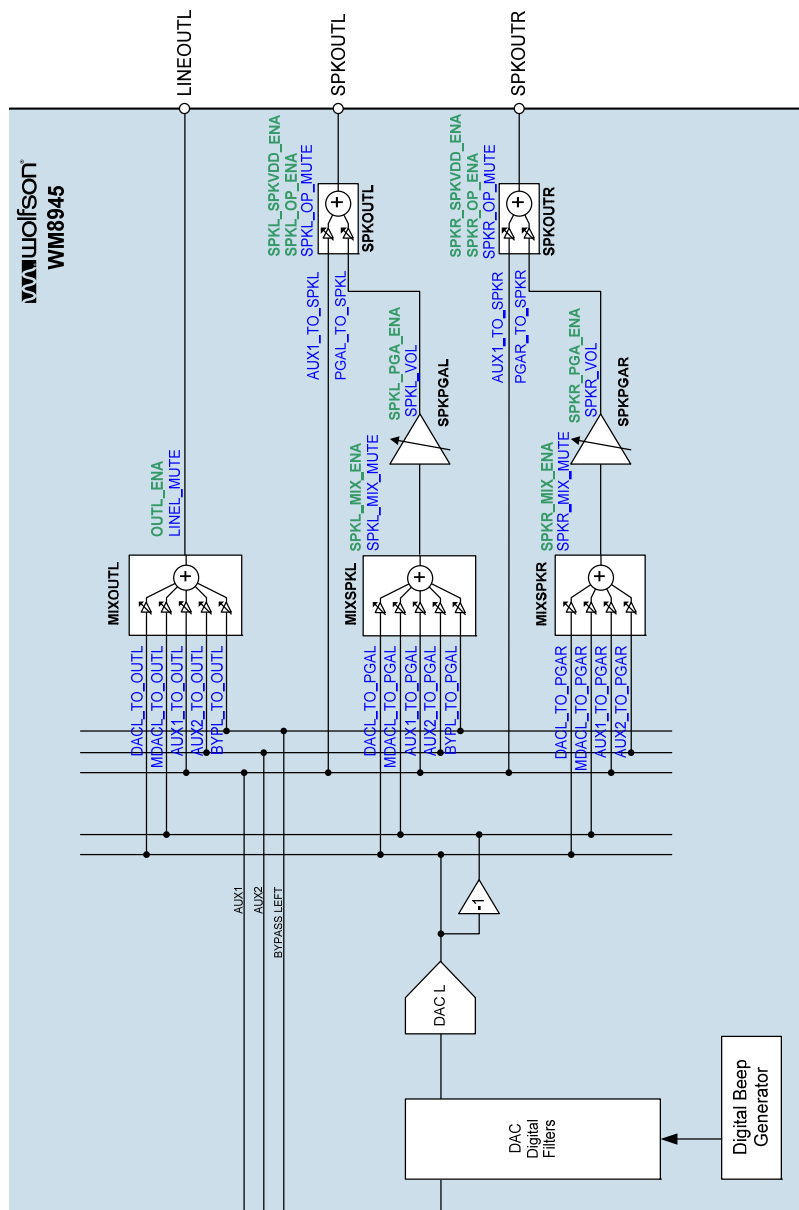 LINEOUTL
SPKOUTL
SPKOUTR
wolfson®
WM8945
SPKL_SPKVDD_ENA
SPKL_OP_ENA
SPKL_OP_MUTE
SPKOUTL
SPKR_SPKVDD_ENA
SPKR_OP_ENA
SPKR_OP_MUTE
SPKOUTR
+
+
AUX1_TO_SPKL
PGAL_TO_SPKL
AUX1_TO_SPKR
PGAR_TO_SPKR
SPKL_PGA_ENA
SPKL_VOL
SPKPGAL
SPKR_PGA_ENA
SPKR_VOL
SPKPGAR
OUTL_ENA
LINEL_MUTE
SPKL_MIX_ENA
SPKL_MIX_MUTE
SPKR_MIX_ENA
SPKR_MIX_MUTE
MIXOUTL
+
MIXSPKL
+
MIXSPKR
+
DACL_TO_OUTL
MDACL_TO_OUTL
AUX1_TO_OUTL
AUX2_TO_OUTL
BYPL_TO_OUTL
DACL_TO_PGAL
MDACL_TO_PGAL
AUX1_TO_PGAL
AUX2_TO_PGAL
BYPL_TO_PGAL
DACL_TO_PGAR
MDACL_TO_PGAR
AUX1_TO_PGAR
AUX2_TO_PGAR
AUX1
AUX2
BYPASS LEFT
-1
DAC L
DAC
Digital
Filters
Digital Beep
Generator